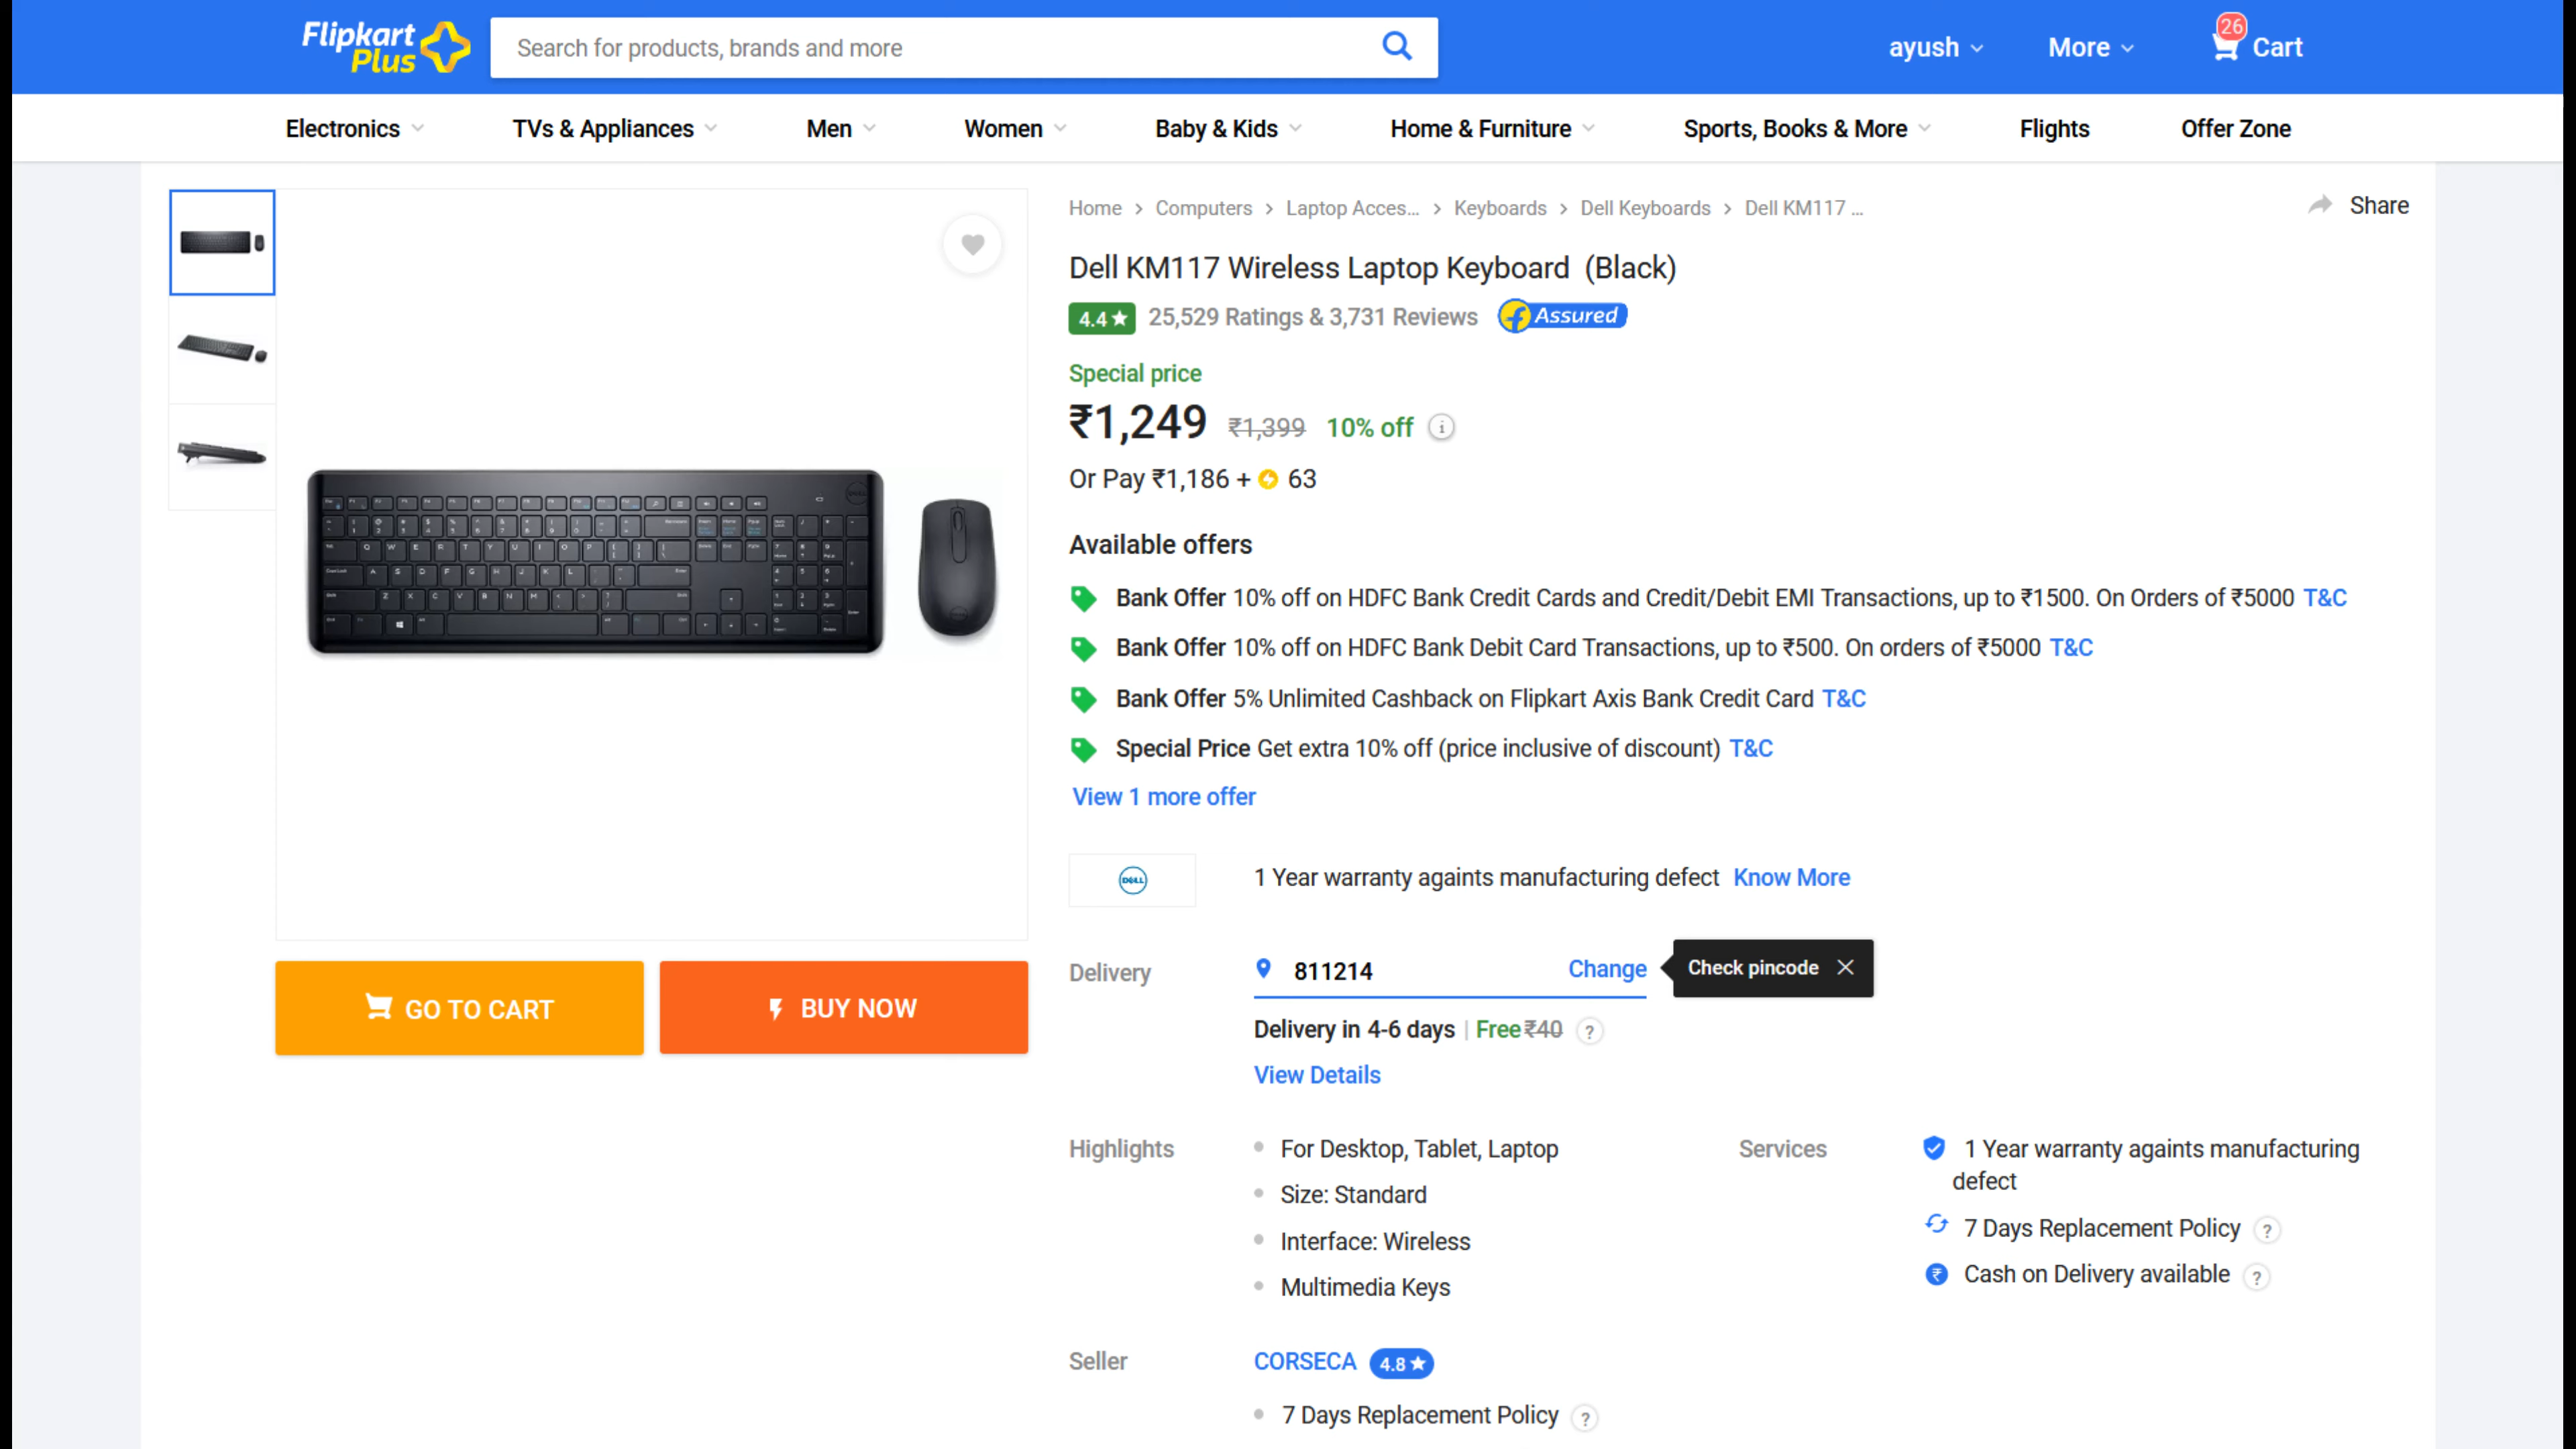 Flipkart
Plus
Search for products, brands and more
ayush
More
26
Cart
Electronics
TVs & Appliances
Men
Women
Baby & Kids
Home & Furniture
Sports, Books & More
Flights
Offer Zone
Home > Computers > Laptop Acces... > Keyboards > Dell Keyboards > Dell KM117 ...
Share
Dell KM117 Wireless Laptop Keyboard (Black)
4.4★ 25,529 Ratings & 3,731 Reviews Assured
Special price
₹1,249 ₹1,399 10% off
Or Pay ₹1,186 + 63
Available offers
Bank Offer 10% off on HDFC Bank Credit Cards and Credit/Debit EMI Transactions, up to ₹1500. On Orders of ₹5000 T&C
Bank Offer 10% off on HDFC Bank Debit Card Transactions, up to ₹500. On orders of ₹5000 T&C
Bank Offer 5% Unlimited Cashback on Flipkart Axis Bank Credit Card T&C
Special Price Get extra 10% off (price inclusive of discount) T&C
View 1 more offer
DELL
1 Year warranty againts manufacturing defect Know More
GO TO CART
BUY NOW
Delivery
811214
Change
Check pincode
Delivery in 4-6 days | Free ₹40 ?
View Details
Highlights
For Desktop, Tablet, Laptop
Size: Standard
Interface: Wireless
Multimedia Keys
Services
1 Year warranty againts manufacturing
defect
7 Days Replacement Policy ?
Cash on Delivery available ?
Seller
CORSECA 4.8★
7 Days Replacement Policy ?